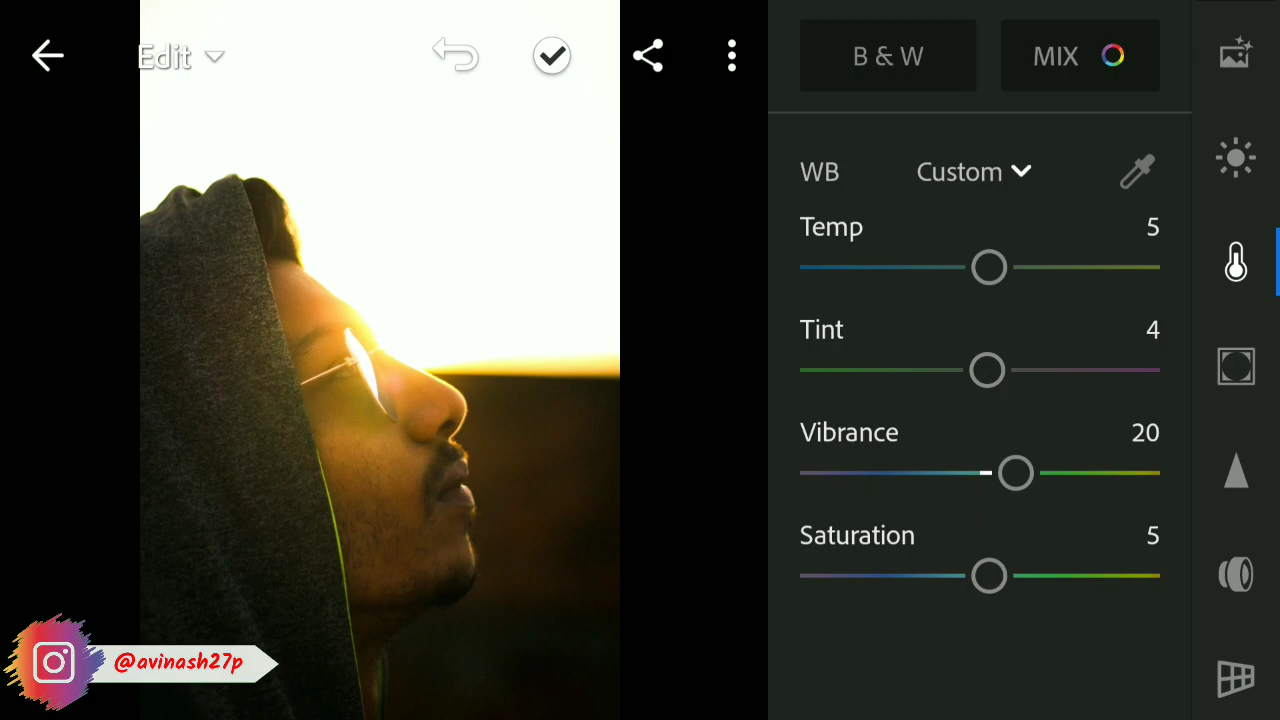 Edit
B & W
MIX
WB
Custom
Temp
5
Tint
4
Vibrance
20
Saturation
5
@avinash27p